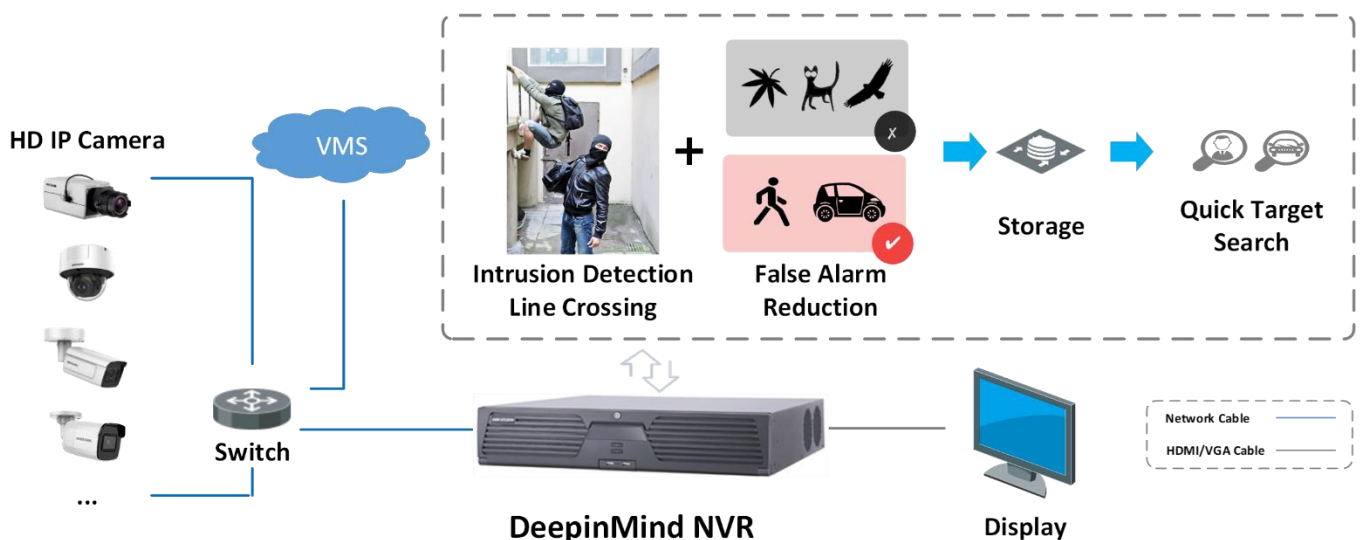 HD IP Camera
VMS
Intrusion Detection
Line Crossing
+
False Alarm
Reduction
Storage
Quick Target
Search
Switch
...
DeepinMind NVR
Display
Network Cable
HDMI/VGA Cable